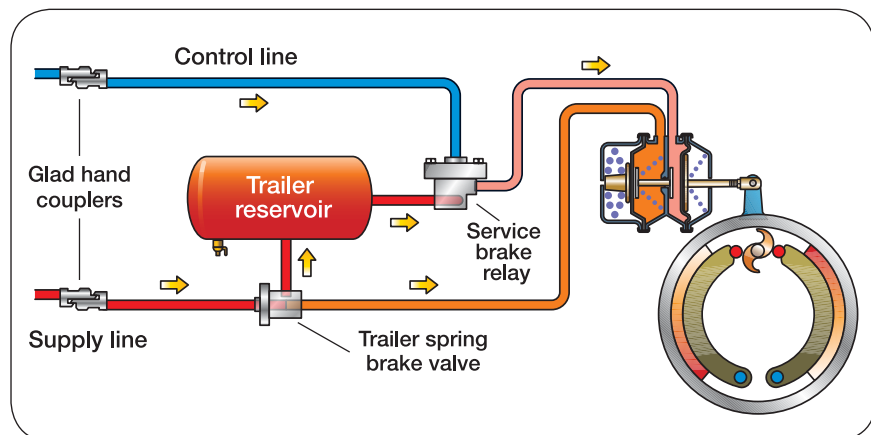 Control line
Glad hand
couplers
Trailer
reservoir
Service
brake
relay
Supply line
Trailer spring
brake valve